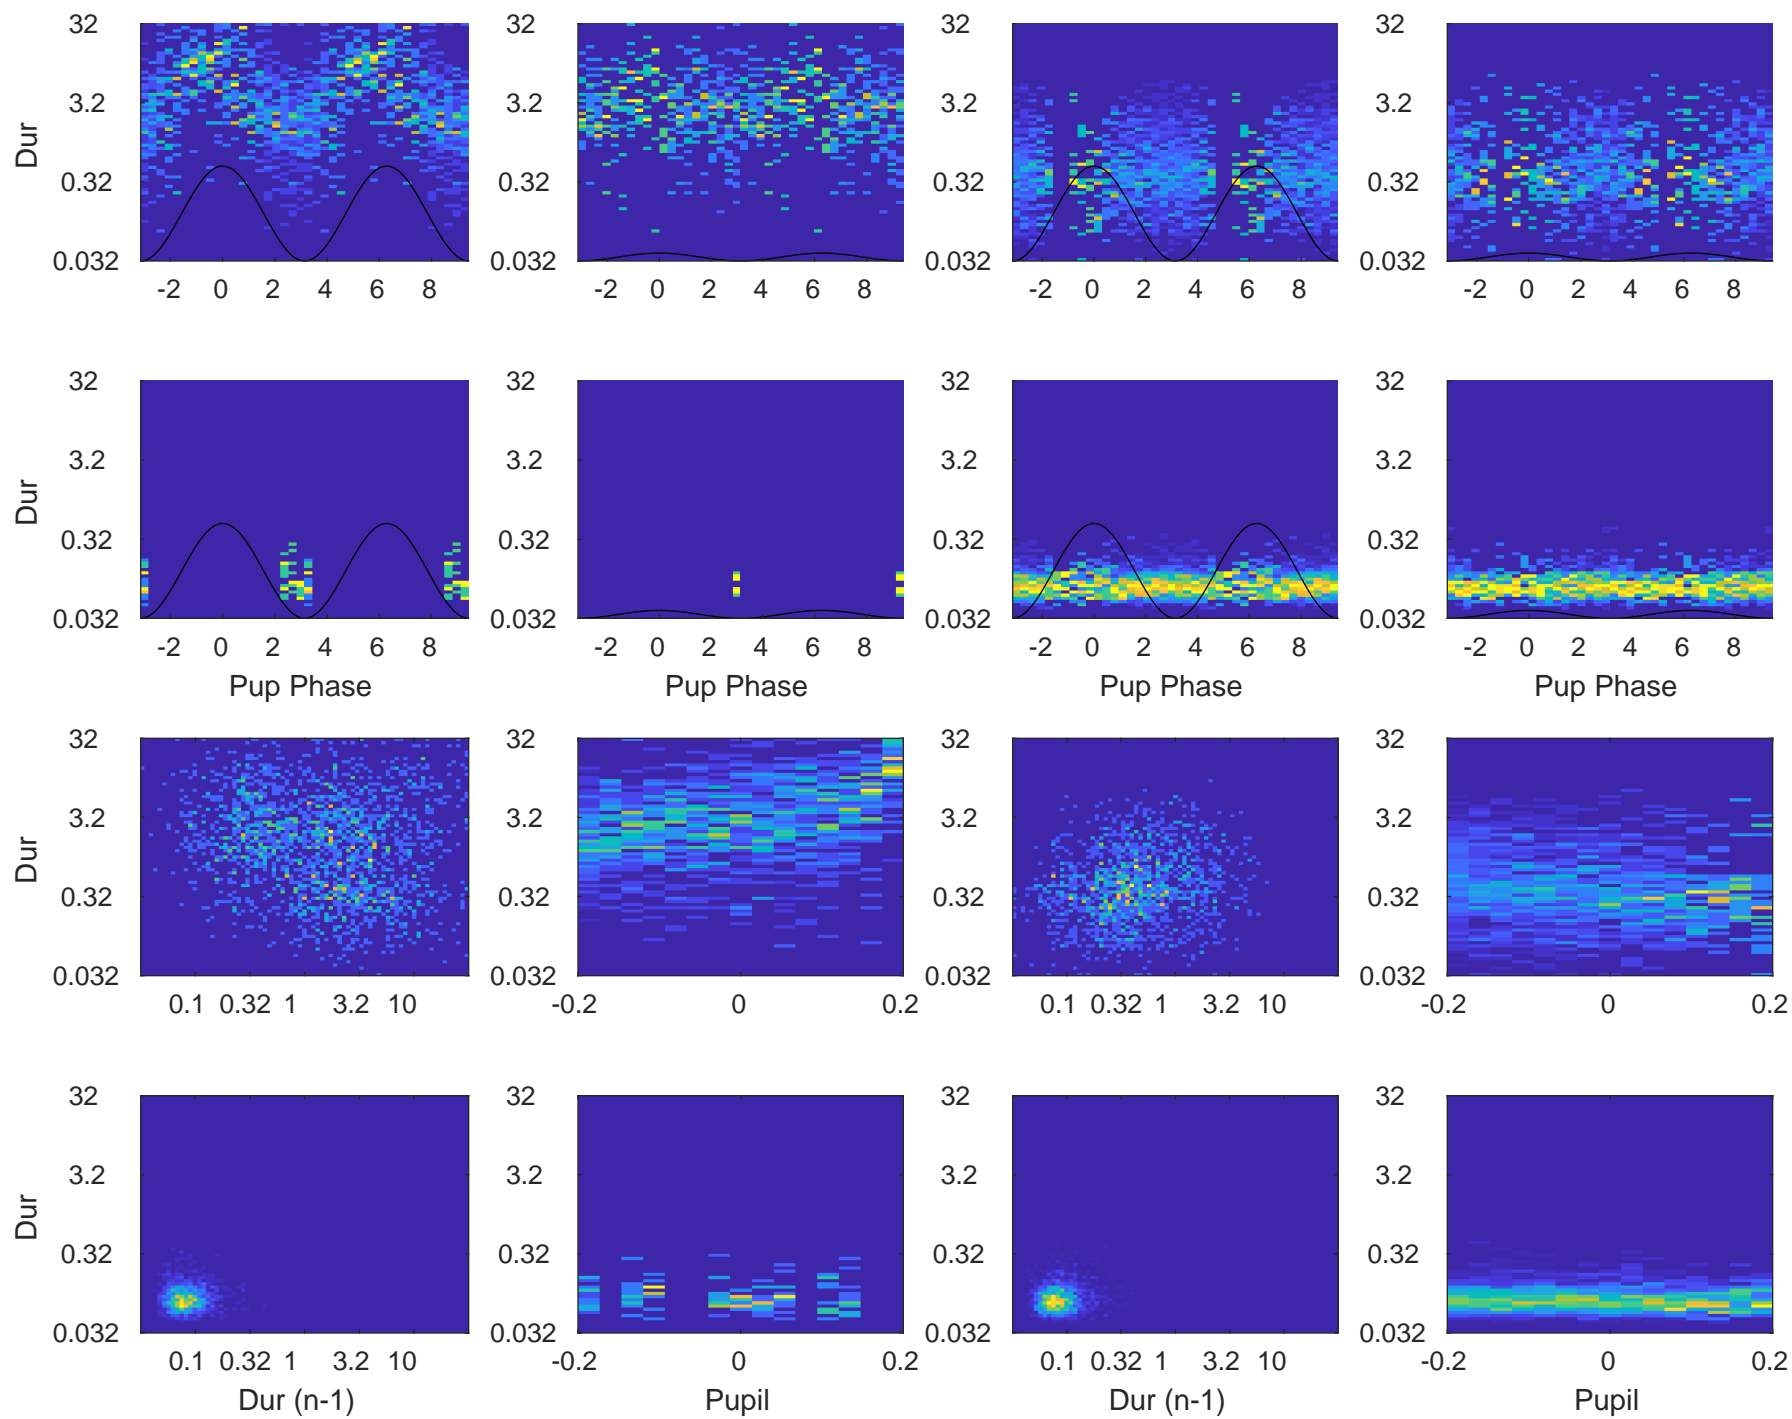 32 32 32 32
3.2 3.2 3.2 3.2
Dur
0.32 0.32 0.32 0.32
0.032 0.032 0.032 0.032
-2 0 2 4 6 8 -2 0 2 4 6 8 -2 0 2 4 6 8 -2 0 2 4 6 8
32 32 32 32
3.2 3.2 3.2 3.2
Dur
0.32 0.32 0.32 0.32
0.032 0.032 0.032 0.032
-2 0 2 4 6 8 -2 0 2 4 6 8 -2 0 2 4 6 8 -2 0 2 4 6 8
Pup Phase Pup Phase Pup Phase Pup Phase
32 32 32 32
3.2 3.2 3.2 3.2
Dur
0.32 0.32 0.32 0.32
0.032 0.032 0.032 0.032
0.1 0.32 1 3.2 10 -0.2 0 0.2 0.1 0.32 1 3.2 10 -0.2 0 0.2
32 32 32 32
3.2 3.2 3.2 3.2
Dur
0.32 0.32 0.32 0.32
0.032 0.032 0.032 0.032
0.1 0.32 1 3.2 10 -0.2 0 0.2 0.1 0.32 1 3.2 10 -0.2 0 0.2
Dur (n-1) Pupil Dur (n-1) Pupil